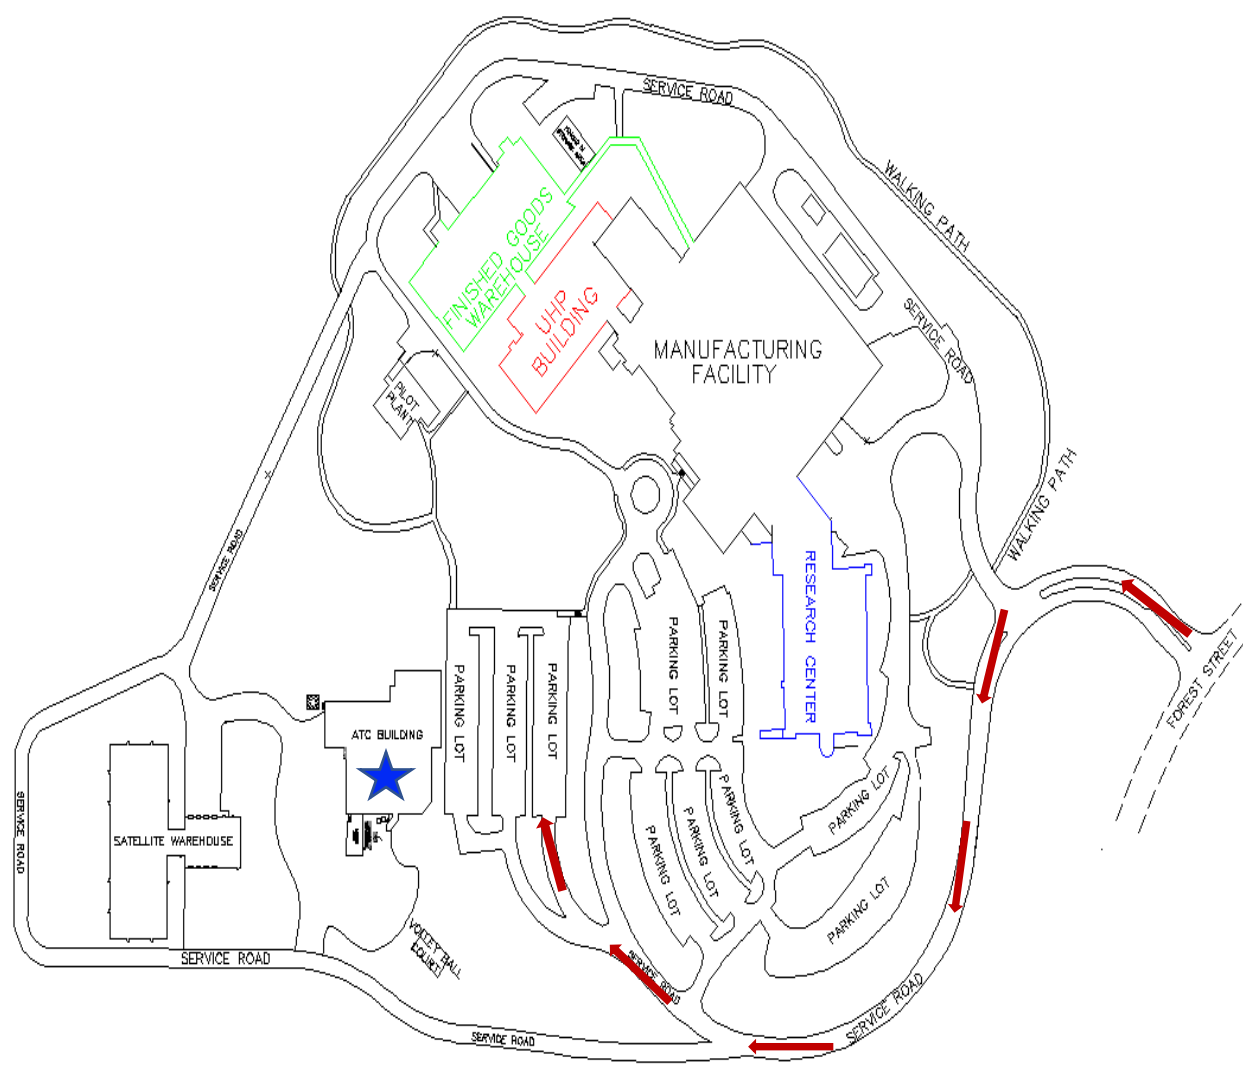 SERVICE ROAD
WALKING PATH
FINISHED GOODS
WAREHOUSE
UHP
BUILDING
SERVICE ROAD
MANUFACTURING
FACILITY
PILOT
PLANT
WALKING PATH
SERVICE ROAD
RESEARCH CENTER
PARKING LOT
PARKING LOT
FOREST STREET
PARKING LOT
PARKING LOT
PARKING LOT
ATC BUILDING
SERVICE ROAD
SATELLITE WAREHOUSE
PARKING LOT
PARKING LOT
PARKING LOT
PARKING LOT
PARKING LOT
VOLLEY BALL
COURT
SERVICE ROAD
SERVICE ROAD
SERVICE ROAD
SERVICE ROAD